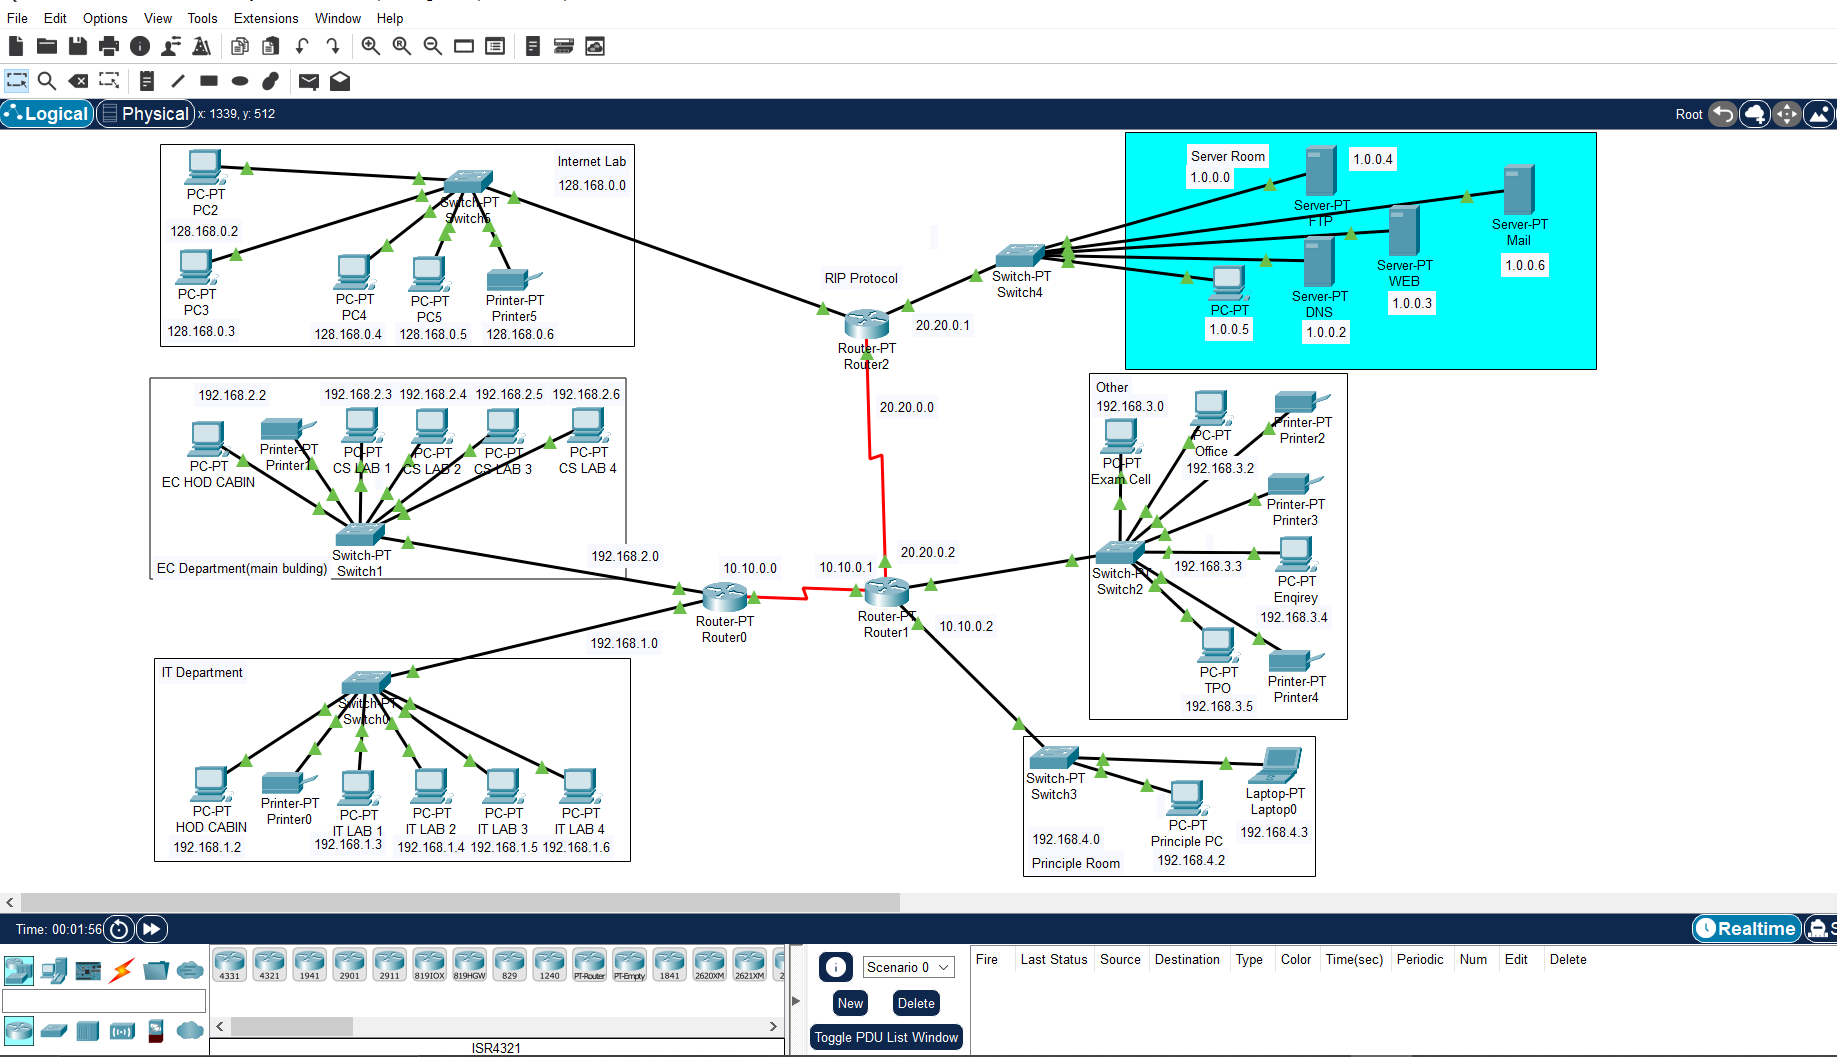 File Edit Options View Tools Extensions Window Help
Logical
Physical
x: 1339, y: 512
Root
Internet Lab
128.168.0.0
PC-PT
PC2
128.168.0.2
Switch-PT
Switch5
PC-PT
PC3
128.168.0.3
PC-PT
PC4
128.168.0.4
PC-PT
PC5
128.168.0.5
Printer-PT
Printer5
128.168.0.6
RIP Protocol
Router-PT
Router2
20.20.0.1
20.20.0.0
Switch-PT
Switch4
Server Room
1.0.0.0
1.0.0.4
Server-PT
FTP
Server-PT
Mail
1.0.0.6
Server-PT
WEB
1.0.0.3
Server-PT
DNS
1.0.0.2
PC-PT
1.0.0.5
192.168.2.2
192.168.2.3
192.168.2.4
192.168.2.5
192.168.2.6
PC-PT
EC HOD CABIN
Printer-PT
Printer1
PC-PT
CS LAB 1
PC-PT
CS LAB 2
PC-PT
CS LAB 3
PC-PT
CS LAB 4
Switch-PT
Switch1
EC Department(main bulding)
192.168.2.0
10.10.0.0
10.10.0.1
20.20.0.2
Router-PT
Router0
Router-PT
Router1
10.10.0.2
192.168.1.0
Other
192.168.3.0
PC-PT
Exam Cell
PC-PT
Office
192.168.3.2
Printer-PT
Printer2
Printer-PT
Printer3
Switch-PT
Switch2
192.168.3.3
PC-PT
Enqirey
192.168.3.4
PC-PT
TPO
192.168.3.5
Printer-PT
Printer4
IT Department
Switch-PT
Switch0
PC-PT
HOD CABIN
192.168.1.2
Printer-PT
Printer0
PC-PT
IT LAB 1
192.168.1.3
PC-PT
IT LAB 2
192.168.1.4
PC-PT
IT LAB 3
192.168.1.5
PC-PT
IT LAB 4
192.168.1.6
Switch-PT
Switch3
Laptop-PT
Laptop0
192.168.4.3
PC-PT
Principle PC
192.168.4.2
192.168.4.0
Principle Room
Time: 00:01:56
Realtime
4331 4321 1941 2901 2911 819IOX 819HGW 829 1240 PT-Router PT-Empty 1841 2620XM 2621XM
ISR4321
Scenario 0
New
Delete
Toggle PDU List Window
Fire Last Status Source Destination Type Color Time(sec) Periodic Num Edit Delete